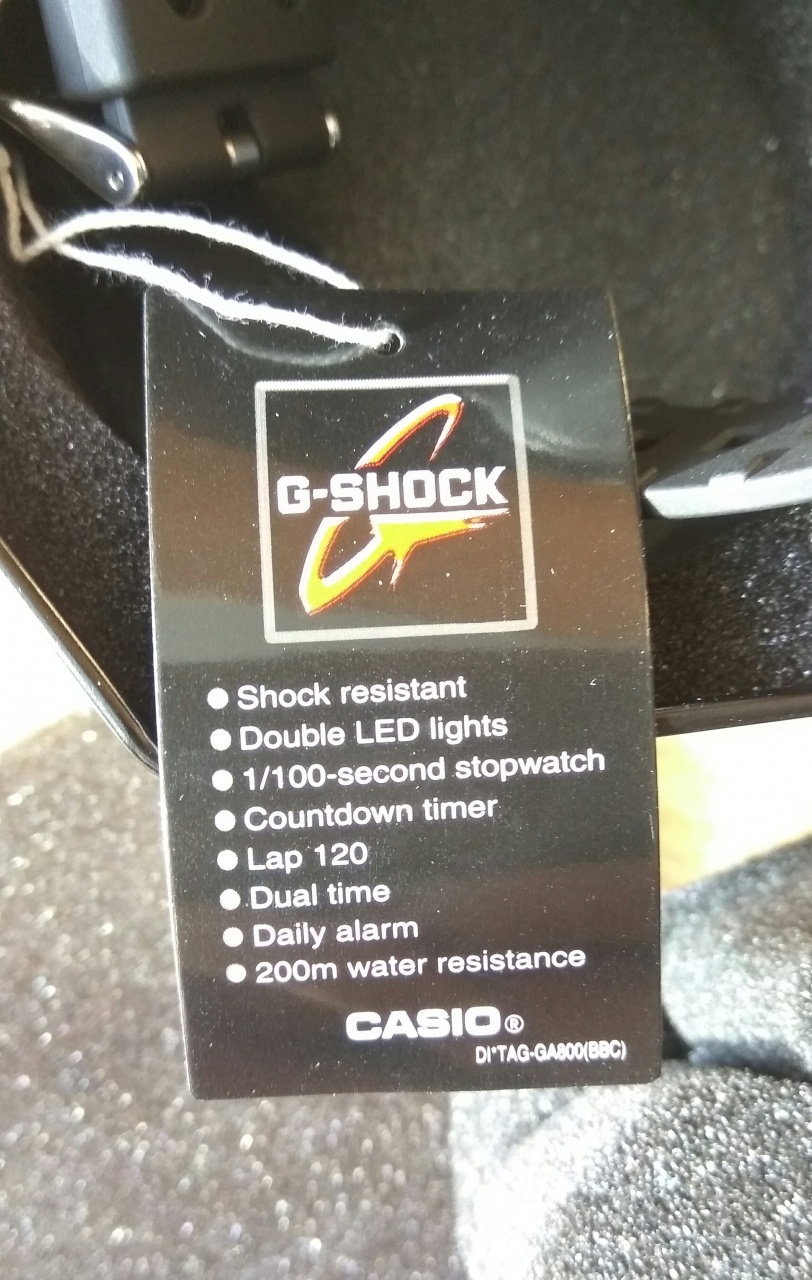 G-SHOCK
● Shock resistant
● Double LED lights
● 1/100-second stopwatch
● Countdown timer
● Lap 120
● Dual time
● Daily alarm
● 200m water resistance
CASIO®
DI*TAG-GA800(BBC)